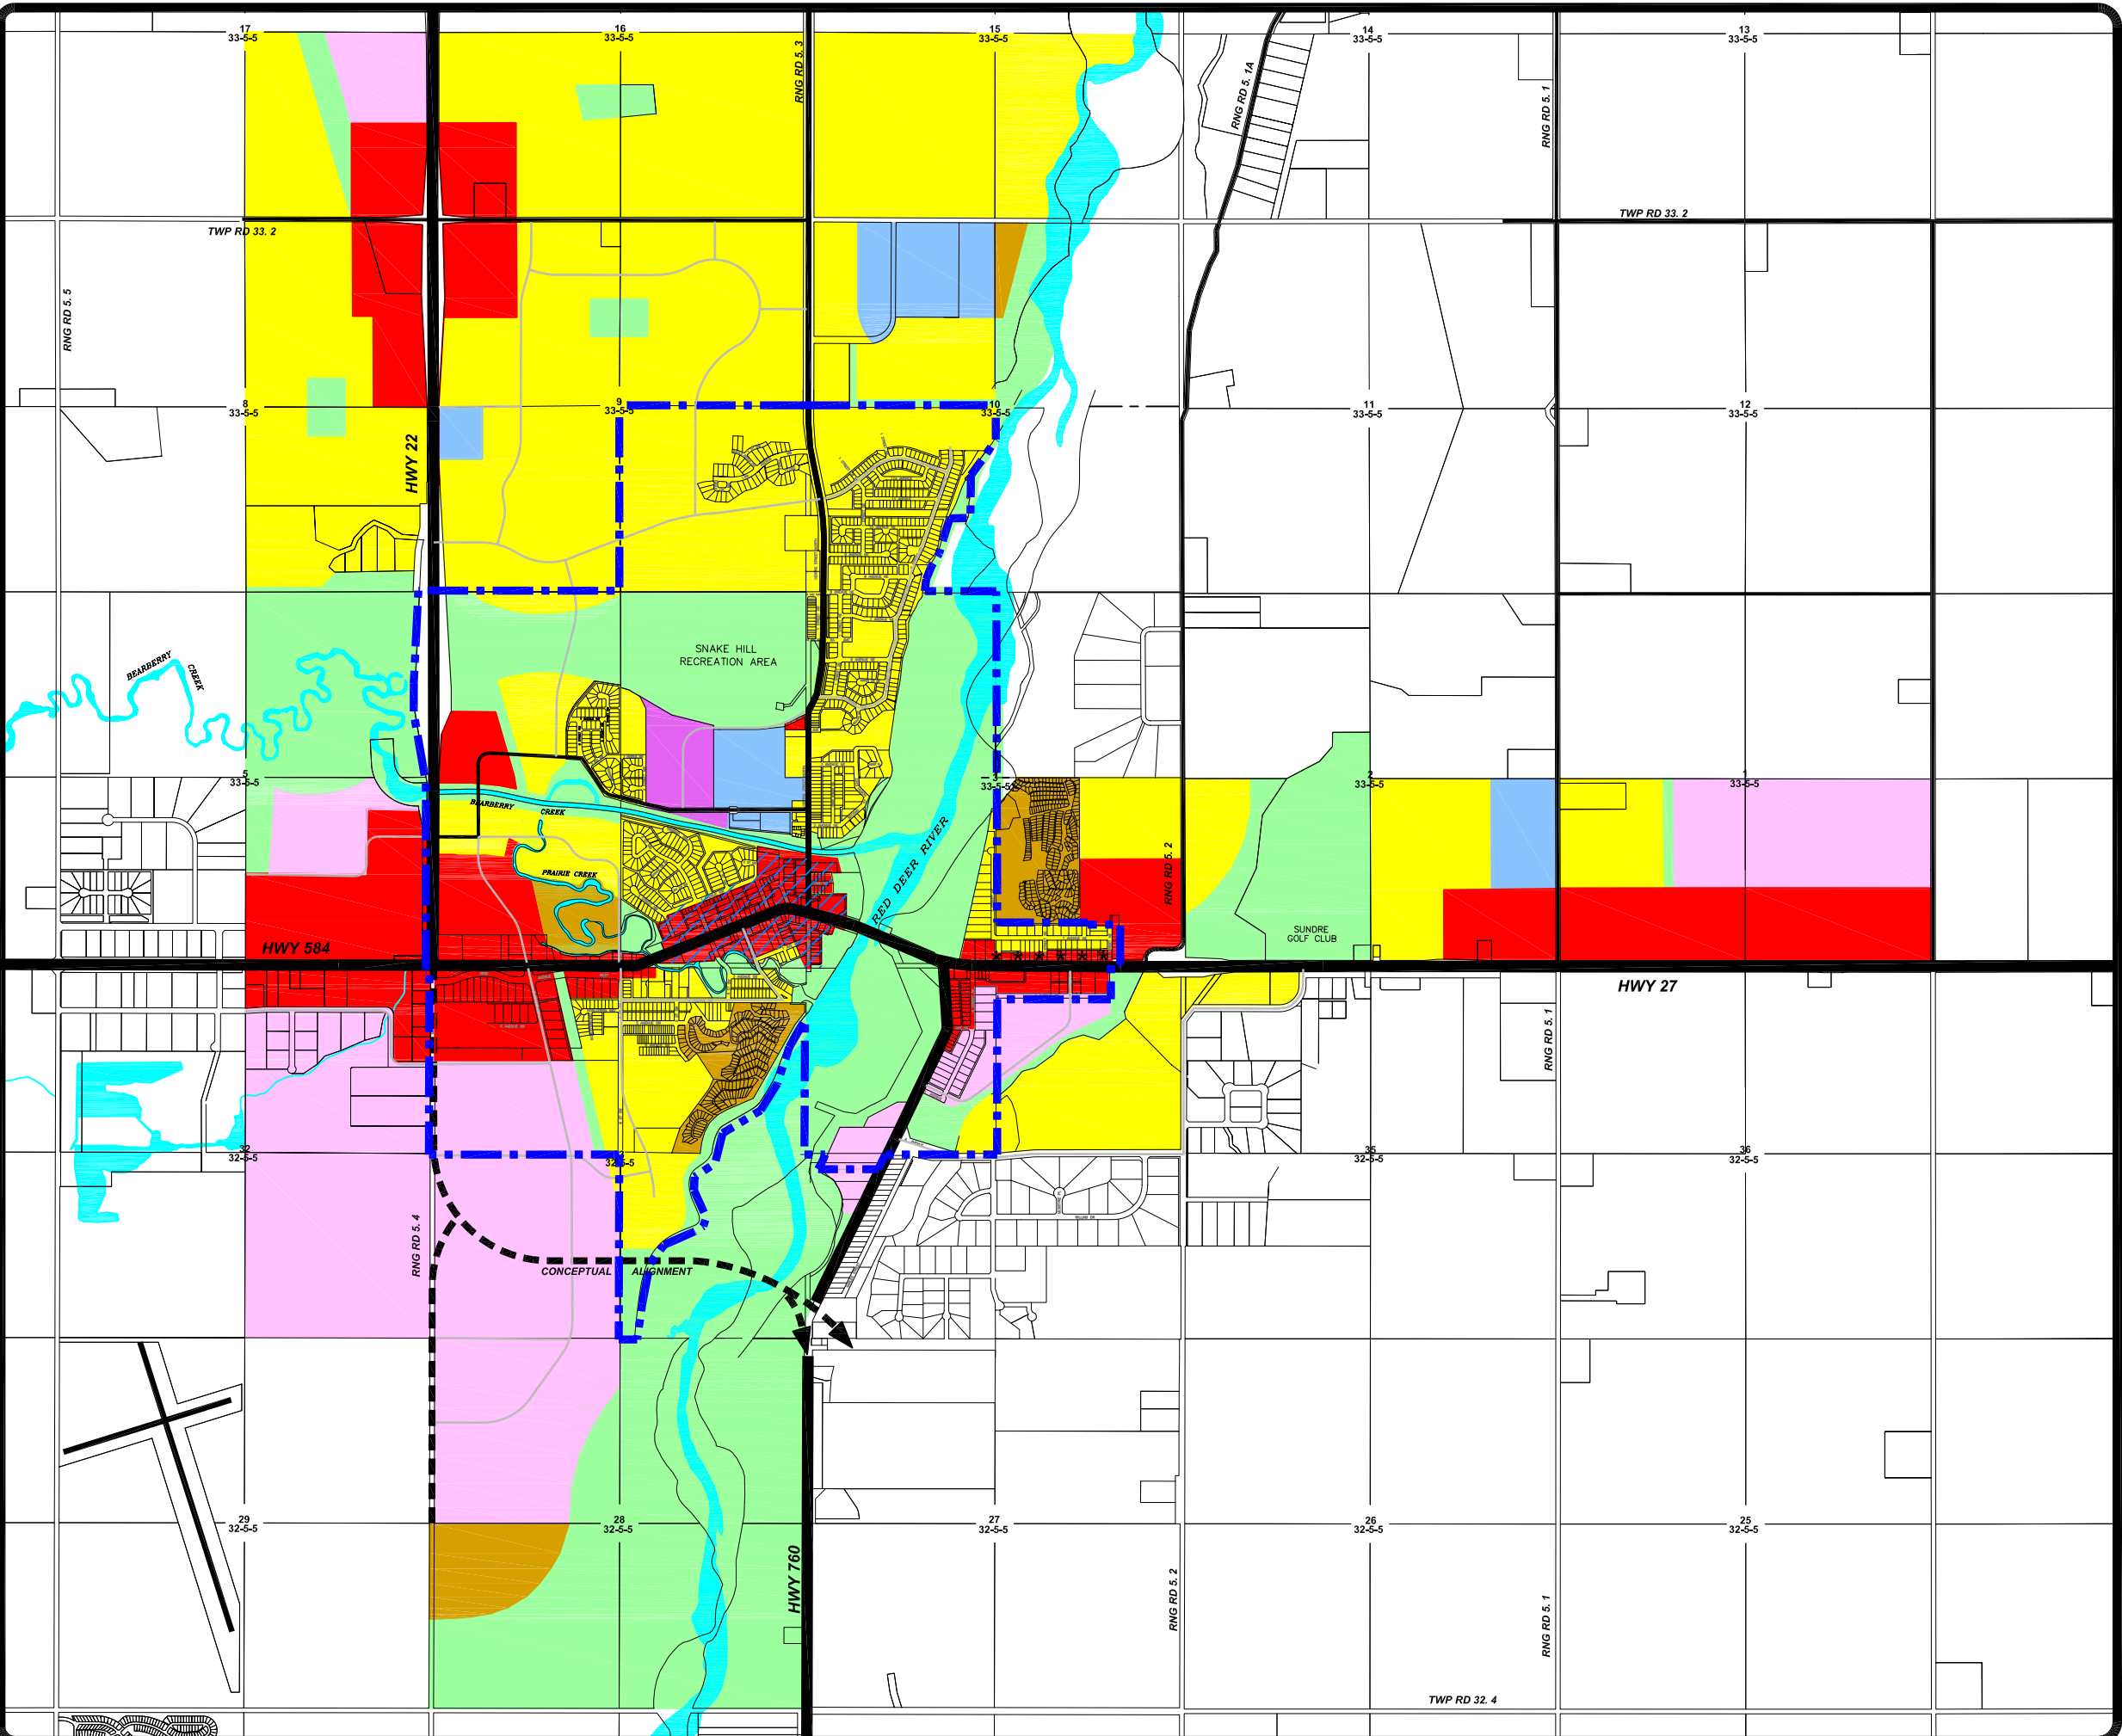 17
33-5-5
16
33-5-5
15
33-5-5
14
33-5-5
13
33-5-5
RNG RD 5. 3
RNG RD 5. 1A
RNG RD 5. 1
TWP RD 33. 2
TWP RD 33. 2
RNG RD 5. 5
8
33-5-5
9
33-5-5
10
33-5-5
11
33-5-5
12
33-5-5
HWY 22
SNAKE HILL
RECREATION AREA
BEARBERRY
CREEK
5
33-5-5
3
33-5-5
2
33-5-5
1
33-5-5
BEARBERRY
CREEK
PRAIRIE CREEK
RED DEER RIVER
RNG RD 5. 2
SUNDRE
GOLF CLUB
HWY 584
HWY 27
RNG RD 5. 1
32
32-5-5
32-5-5
35
32-5-5
36
32-5-5
RNG RD 5. 4
CONCEPTUAL
ALIGNMENT
29
32-5-5
28
32-5-5
27
32-5-5
26
32-5-5
25
32-5-5
HWY 760
RNG RD 5. 2
RNG RD 5. 1
TWP RD 32. 4